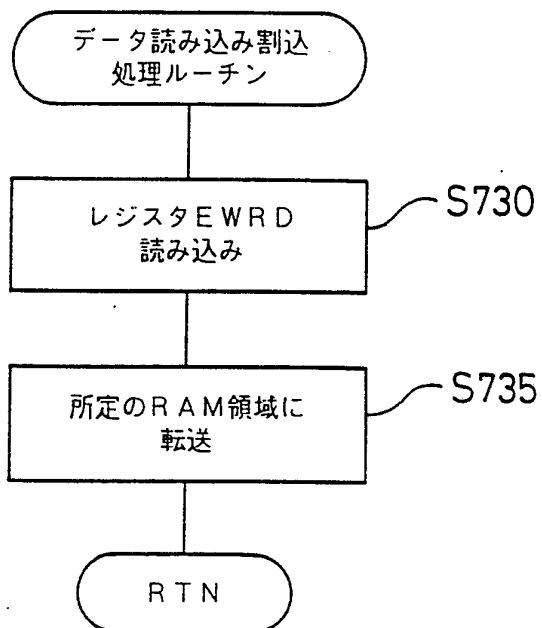 データ読み込み割込
処理ルーチン
レジスタEWRD
読み込み
S730
所定のRAM領域に
転送
S735
RTN